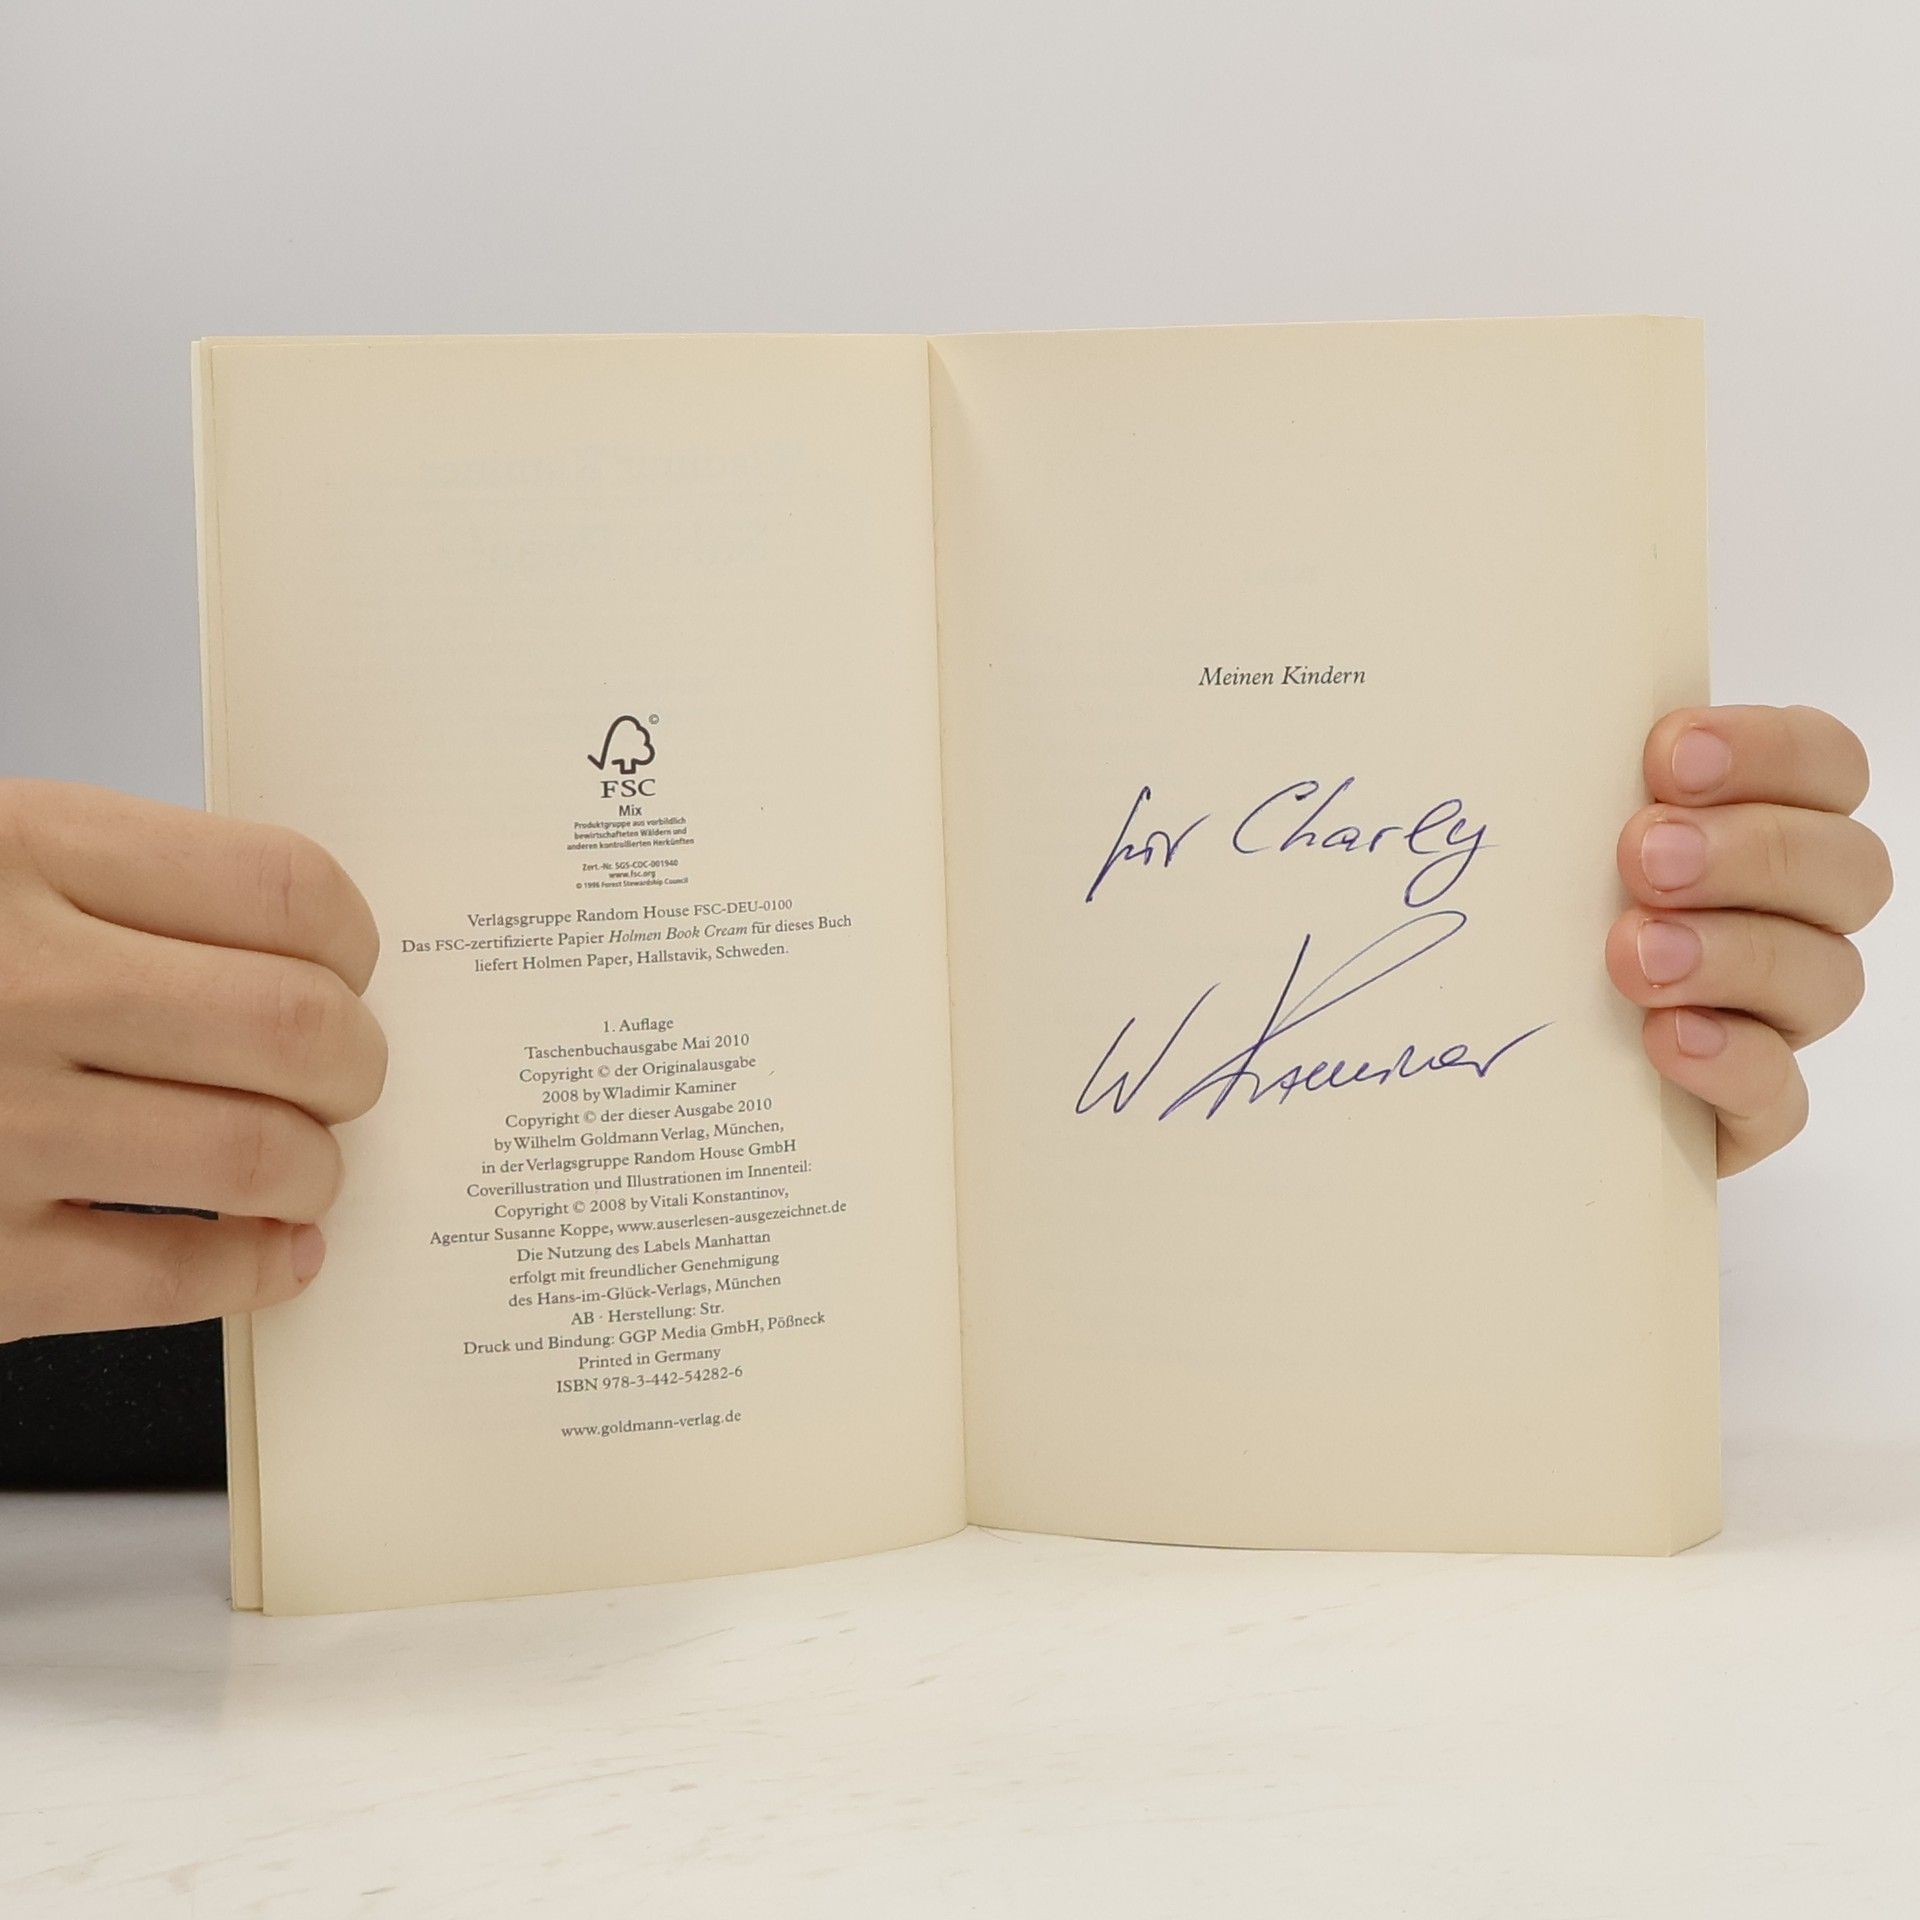 ©
FSC
Mix
Produktgruppe aus vorbildlich
bewirtschafteten Wäldern und
anderen kontrollierten Herkünften
Zert.-Nr. SGS-COC-001940
www.fsc.org
© 1996 Forest Stewardship Council
Verlagsgruppe Random House FSC-DEU-0100
Das FSC-zertifizierte Papier Holmen Book Cream für dieses Buch
liefert Holmen Paper, Hallstavik, Schweden.
1. Auflage
Taschenbuchausgabe Mai 2010
Copyright © der Originalausgabe
2008 by Wladimir Kaminer
Copyright © der dieser Ausgabe 2010
by Wilhelm Goldmann Verlag, München,
in der Verlagsgruppe Random House GmbH
Coverillustration und Illustrationen im Innenteil:
Copyright © 2008 by Vitali Konstantinov,
Agentur Susanne Koppe, www.auserlesen-ausgezeichnet.de
Die Nutzung des Labels Manhattan
erfolgt mit freundlicher Genehmigung
des Hans-im-Glück-Verlags, München
AB · Herstellung: Str.
Druck und Bindung: GGP Media GmbH, Pößneck
Printed in Germany
ISBN 978-3-442-54282-6
www.goldmann-verlag.de
Meinen Kindern
für Charly
W Kaminer